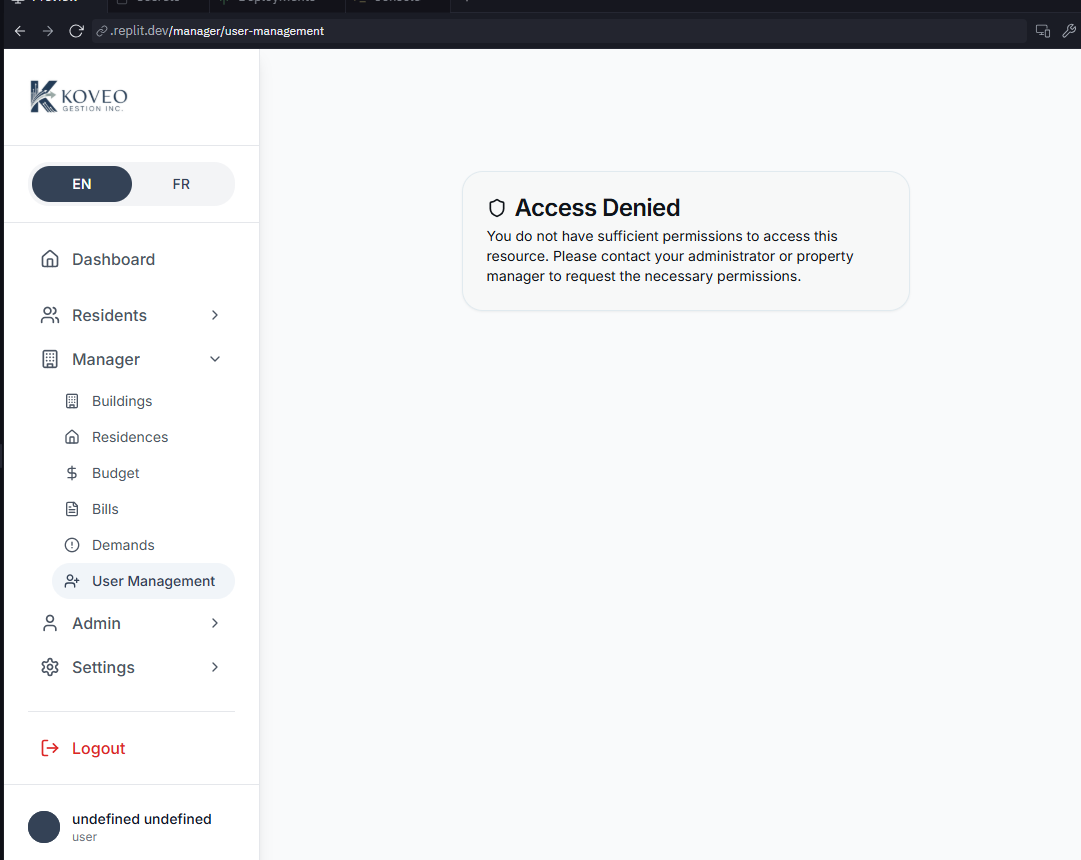 .replit.dev/manager/user-management
KOVEO
GESTION INC.
EN
FR
Dashboard
Residents
Manager
Buildings
Residences
Budget
Bills
Demands
User Management
Admin
Settings
Logout
undefined undefined
user
Access Denied
You do not have sufficient permissions to access this
resource. Please contact your administrator or property
manager to request the necessary permissions.